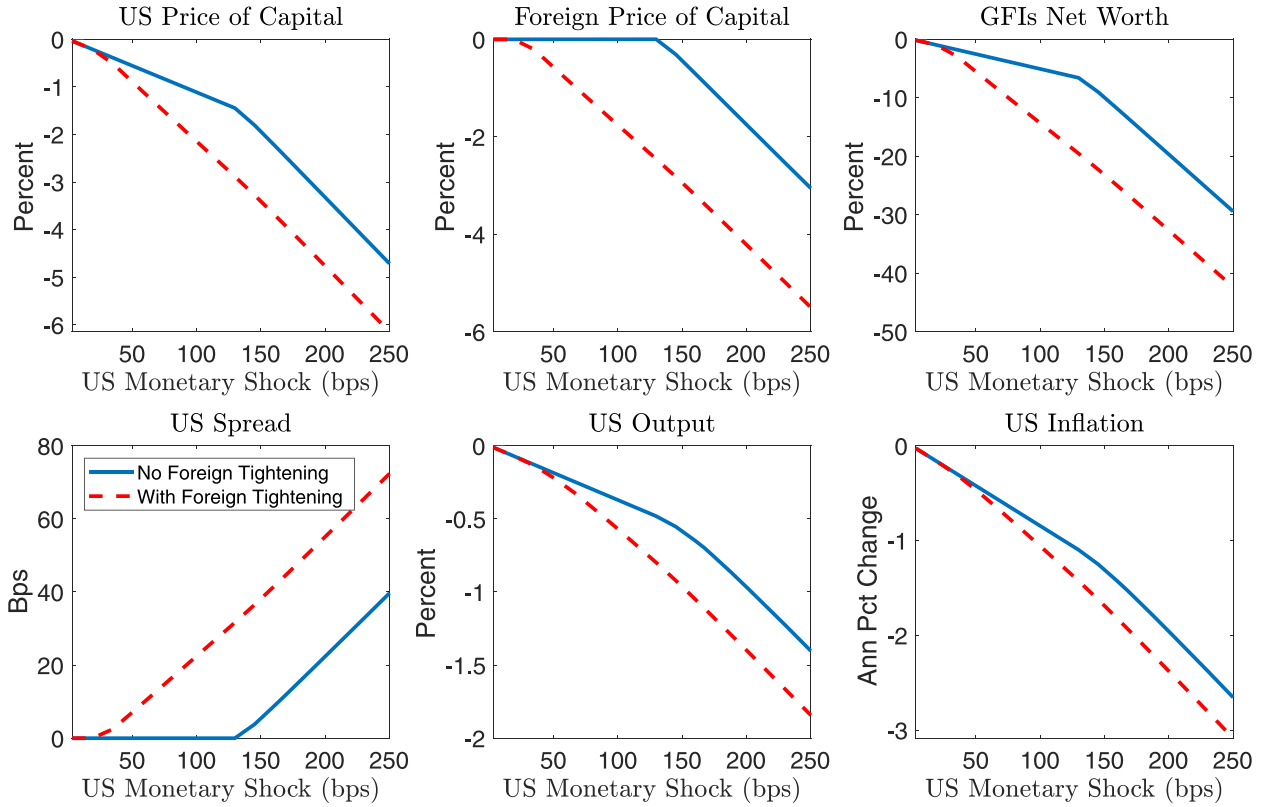 US Price of Capital
Foreign Price of Capital
GFIs Net Worth
0
-1
-2
-3
-4
-5
-6
Percent
50 100 150 200 250
US Monetary Shock (bps)
0
-2
-4
-6
Percent
50 100 150 200 250
US Monetary Shock (bps)
0
-10
-20
-30
-40
-50
Percent
50 100 150 200 250
US Monetary Shock (bps)
US Spread
US Output
US Inflation
80
60
40
20
0
Bps
No Foreign Tightening
With Foreign Tightening
50 100 150 200 250
US Monetary Shock (bps)
0
-0.5
-1
-1.5
-2
Percent
50 100 150 200 250
US Monetary Shock (bps)
0
-1
-2
-3
Ann Pct Change
50 100 150 200 250
US Monetary Shock (bps)